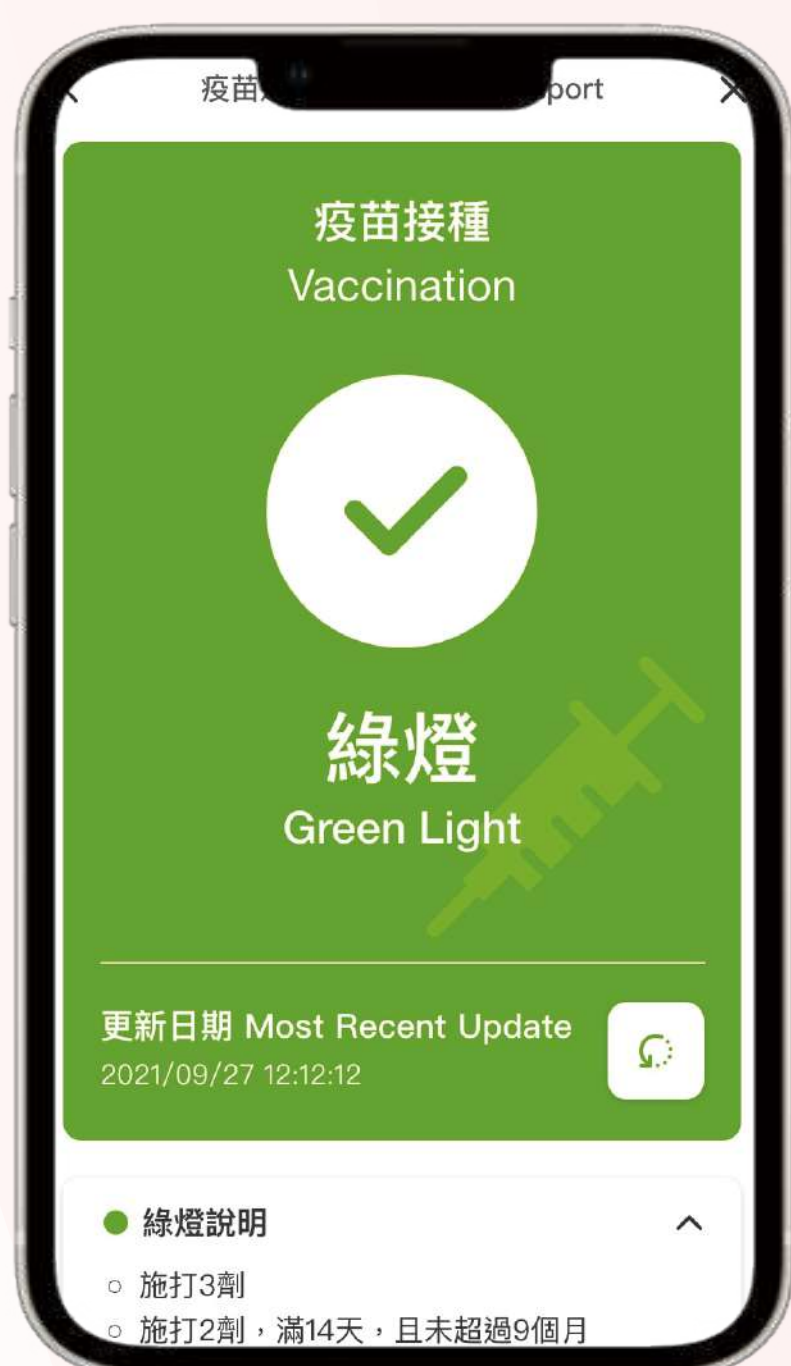 疫苗
port
疫苗接種
Vaccination
綠燈
Green Light
更新日期 Most Recent Update
2021/09/27 12:12:12
綠燈說明
施打3劑
施打2劑，滿14天，且未超過9個月